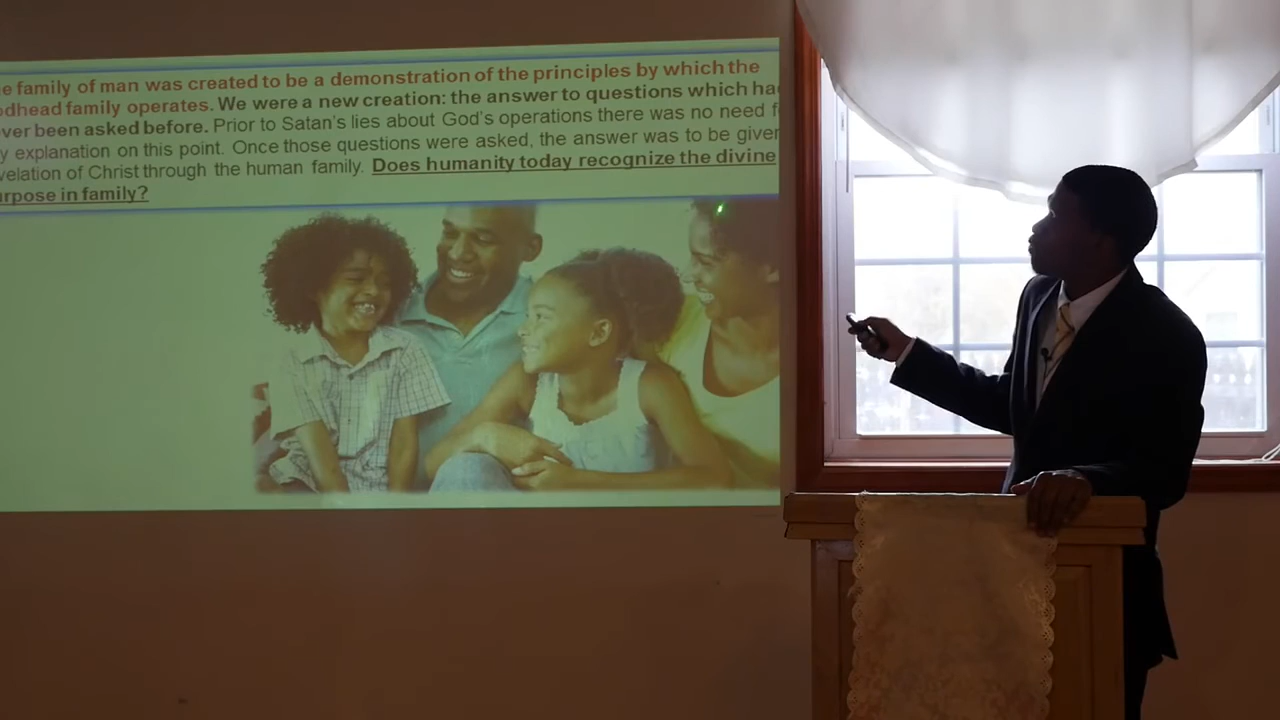 e family of man was created to be a demonstration of the principles by which the
odhead family operates. We were a new creation: the answer to questions which ha
ver been asked before. Prior to Satan's lies about God's operations there was no need f
y explanation on this point. Once those questions were asked, the answer was to be giver
velation of Christ through the human family. Does humanity today recognize the divine
urpose in family?